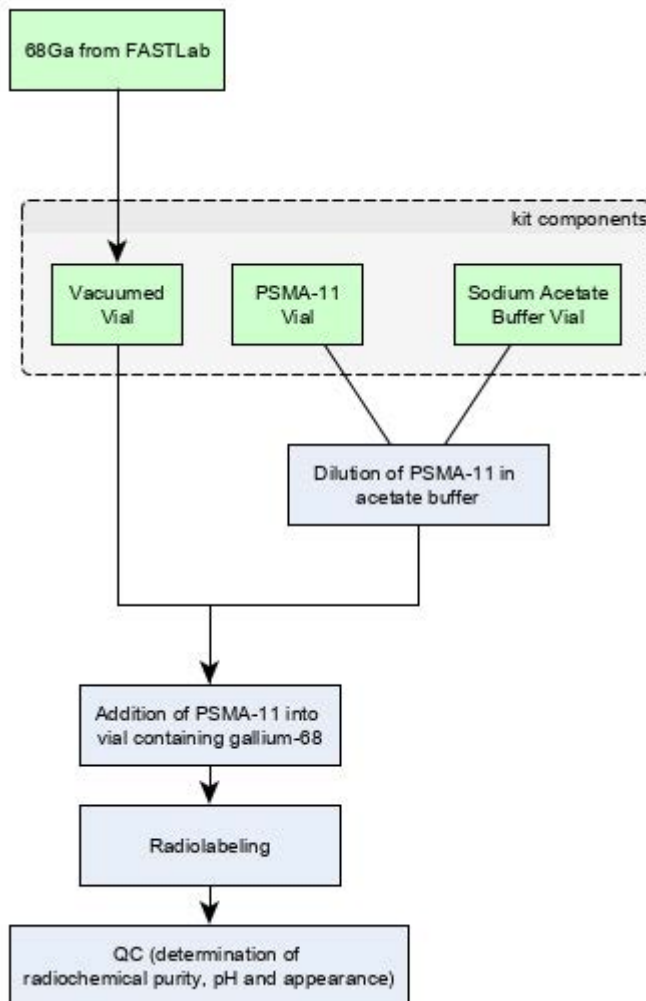 68Ga from FASTLab
kit components
Vacuumed
Vial
PSMA-11
Vial
Sodium Acetate
Buffer Vial
Dilution of PSMA-11 in
acetate buffer
Addition of PSMA-11 into
vial containing gallium-68
Radiolabeling
QC (determination of
radiochemical purity, pH and appearance)